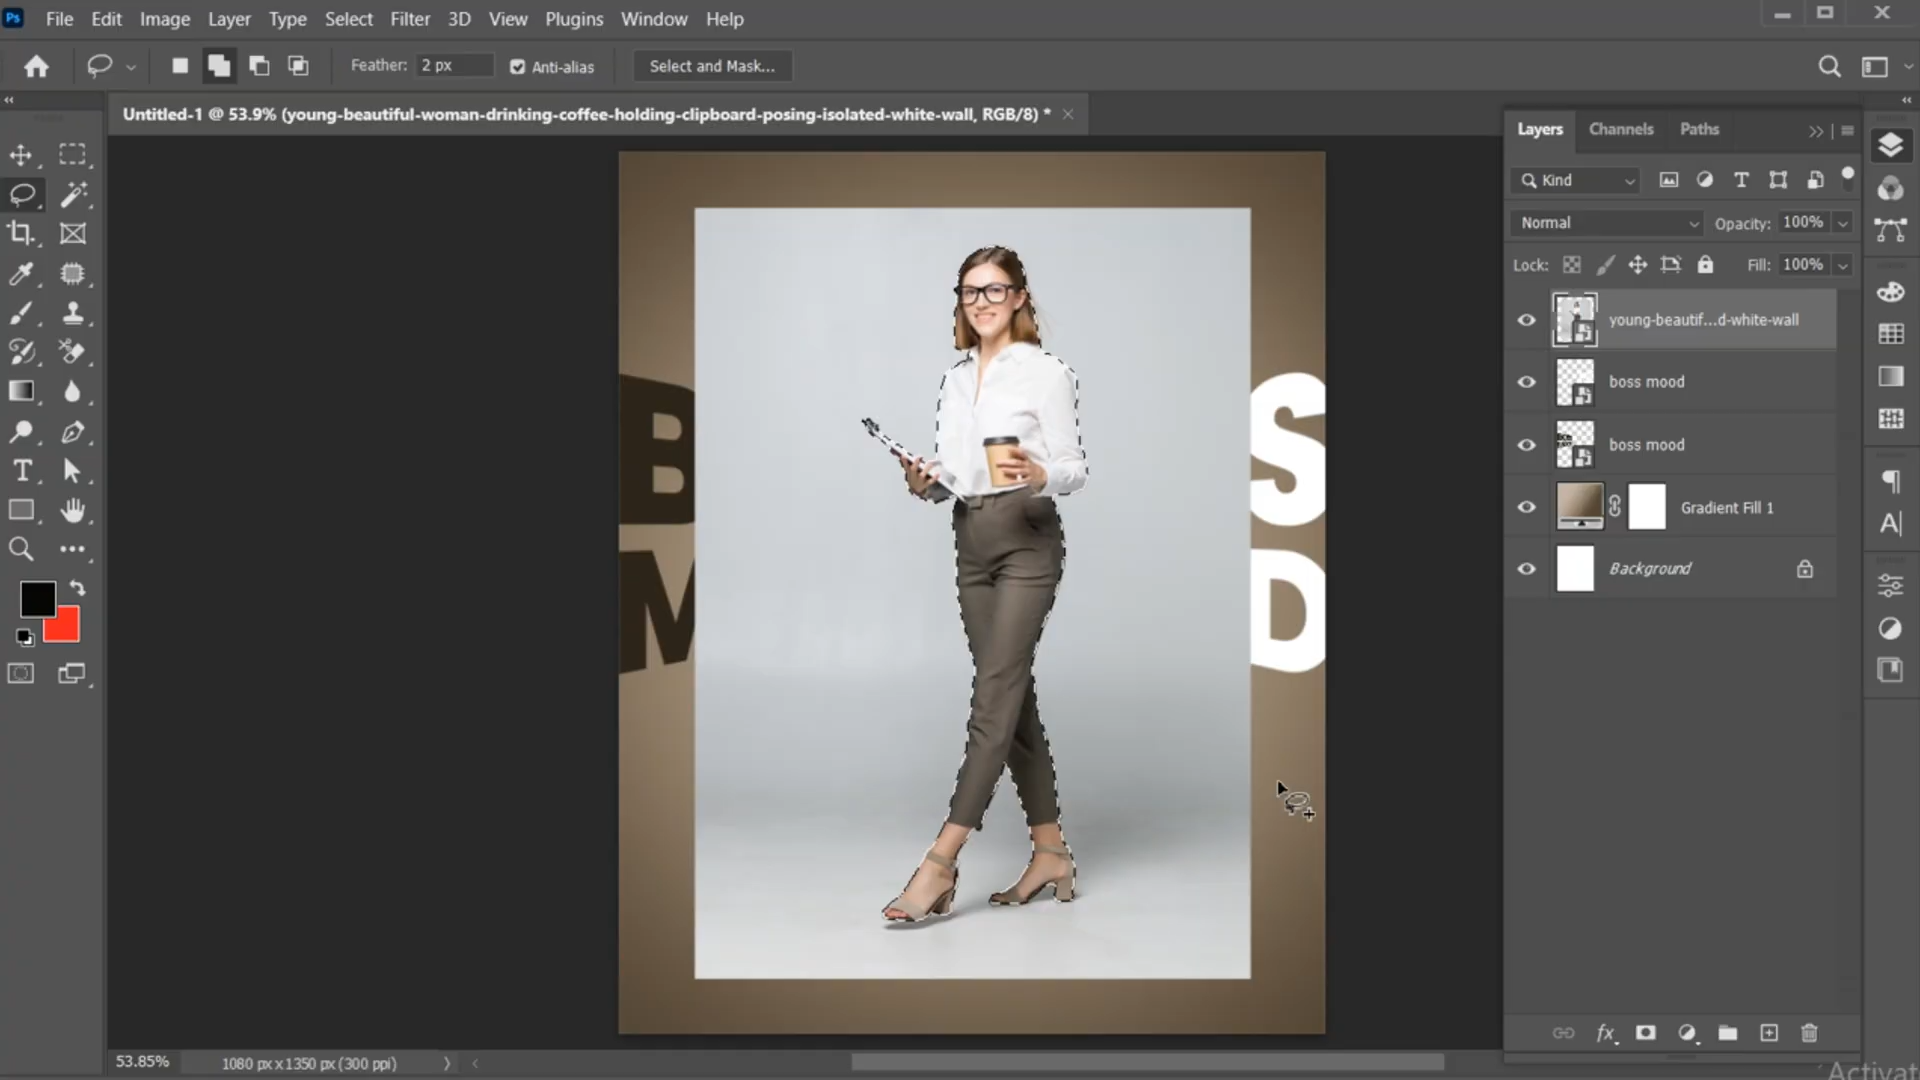 Ps File Edit Image Layer Type Select Filter 3D View Plugins Window Help
Feather: 2 px Anti-alias Select and Mask...
Untitled-1 @ 53.9% (young-beautiful-woman-drinking-coffee-holding-clipboard-posing-isolated-white-wall, RGB/8) *
Layers Channels Paths
Kind
Normal Opacity: 100%
Lock: Fill: 100%
young-beautif...d-white-wall
boss mood
boss mood
Gradient Fill 1
Background
B S
M D
53.85% 1080 px x 1350 px (300 ppi)
Activat